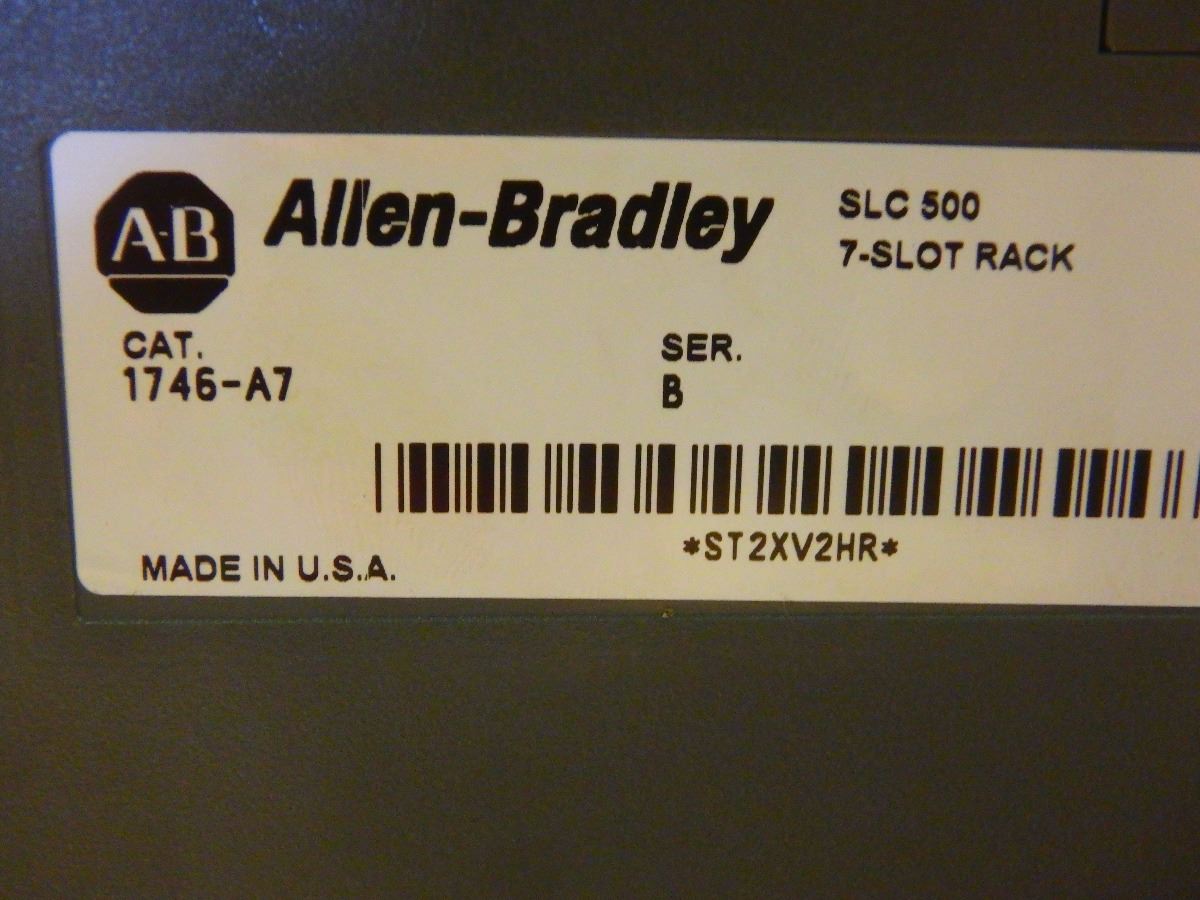 A-B Allen-Bradley
SLC 500
7-SLOT RACK
CAT.
1746-A7
SER.
B
*ST2XV2HR*
MADE IN U.S.A.